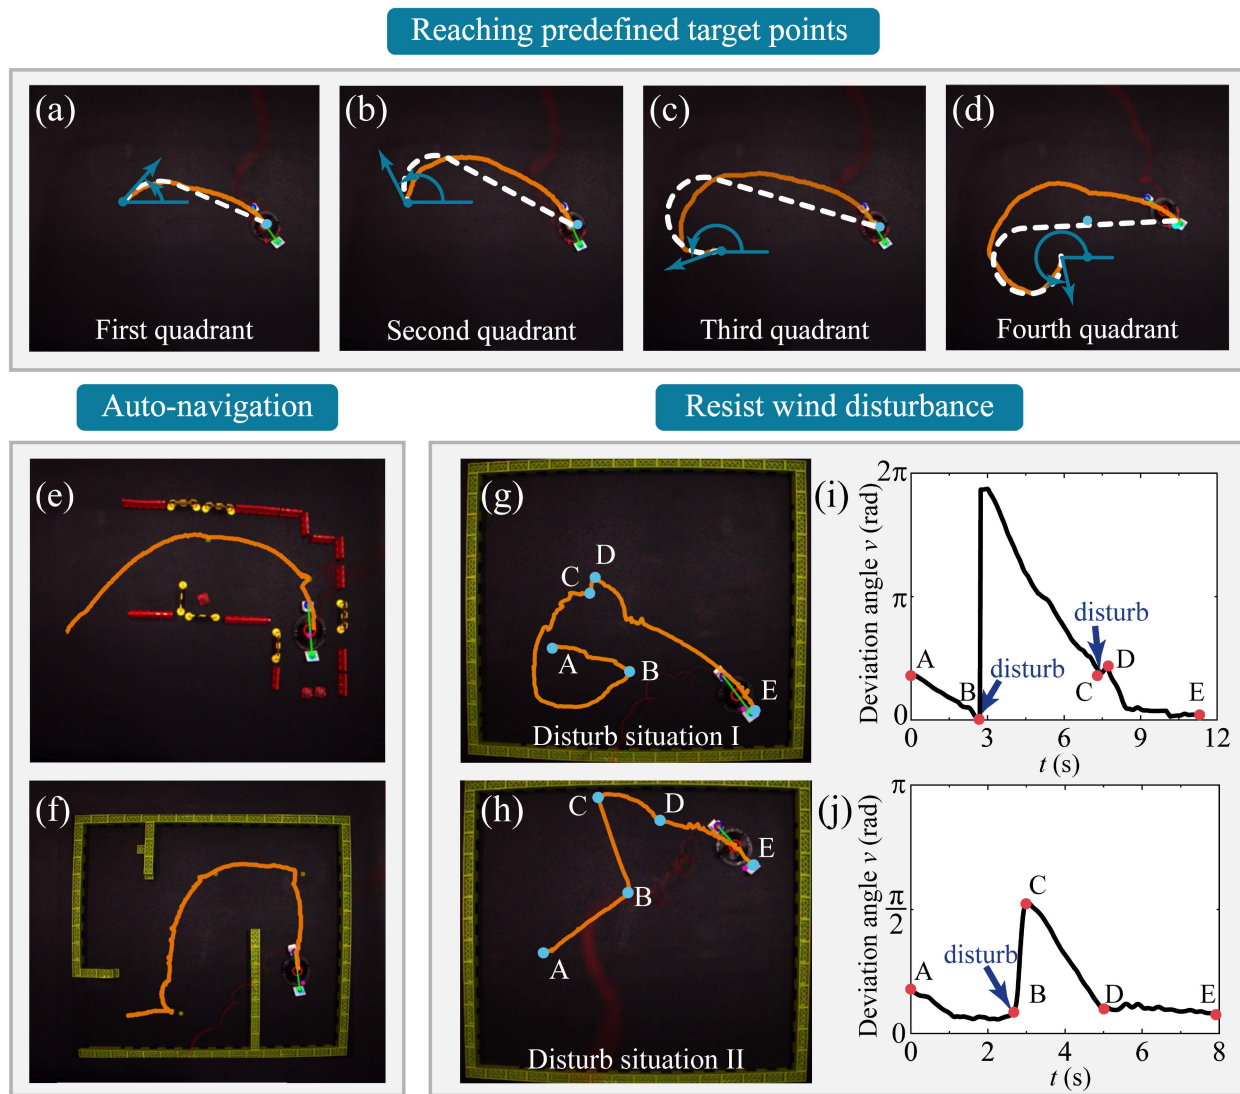 Reaching predefined target points
(a)
(b)
(c)
(d)
First quadrant
Second quadrant
Third quadrant
Fourth quadrant
Auto-navigation
Resist wind disturbance
(e)
(f)
(g)
D
C
A
B
E
Disturb situation I
(h)
C
D
E
B
A
Disturb situation II
(i)
Deviation angle v (rad)
2π
π
0
A
B
disturb
disturb
C
D
E
0 3 6 9 12
t (s)
(j)
Deviation angle v (rad)
π
π
2
0
A
disturb
B
C
D
E
0 2 4 6 8
t (s)